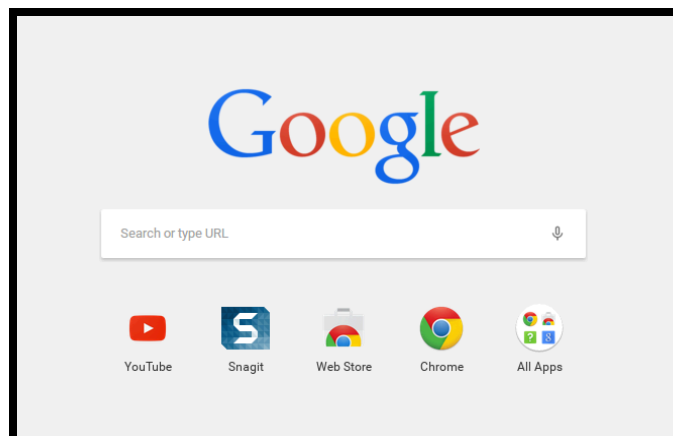 Google
Search or type URL
YouTube
Snagit
Web Store
Chrome
All Apps